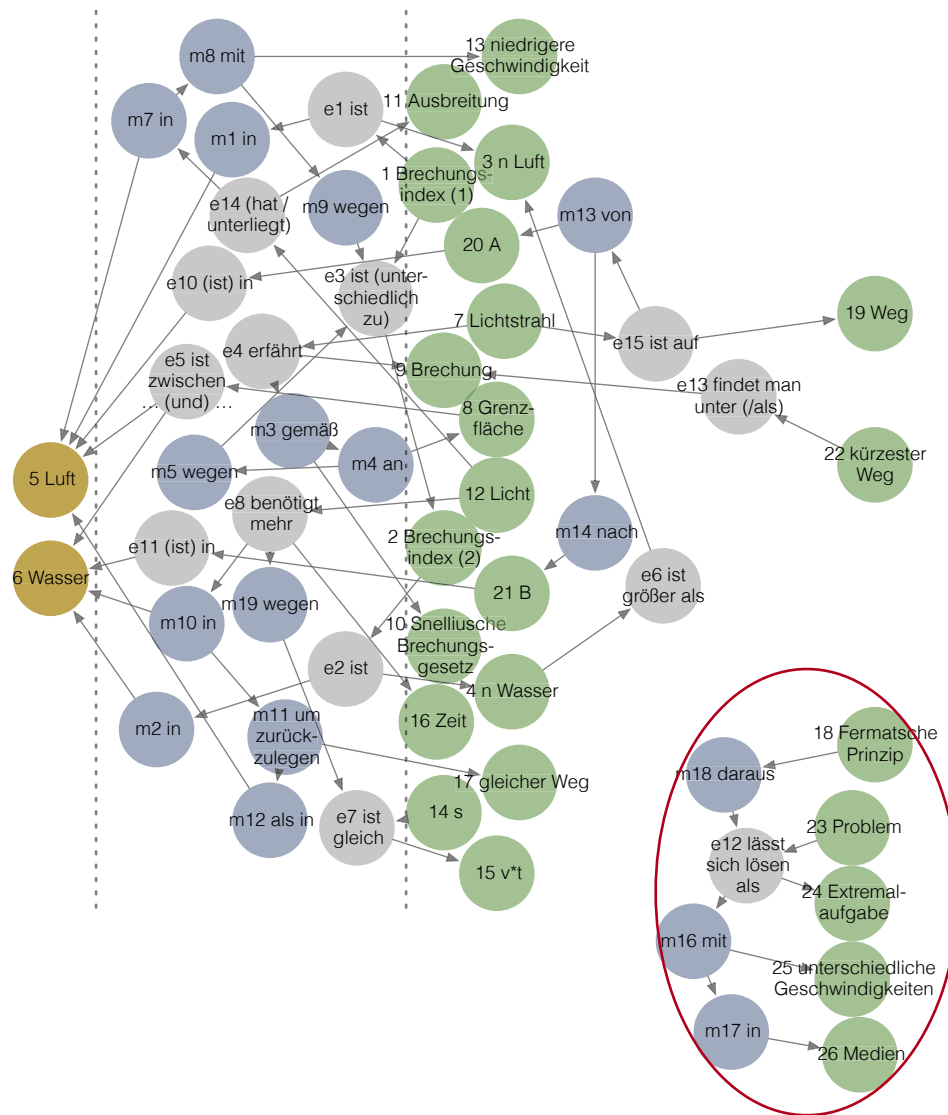 13 niedrigere
Geschwindigkeit
m8 mit
11 Ausbreitung
e1 ist
m7 in
m1 in
3 n Luft
1 Brechungs-
index (1)
e14 (hat /
unterliegt)
m9 wegen
m13 von
20 A
e10 (ist) in
e3 ist (unter-
schiedlich
zu)
7 Lichtstrahl
19 Weg
e15 ist auf
e4 erfährt
e5 ist
zwischen
... (und) ...
9 Brechung
e13 findet man
unter (/als)
8 Grenz-
fläche
m3 gemäß
m4 an
m5 wegen
22 kürzester
Weg
5 Luft
12 Licht
e8 benötigt
mehr
m14 nach
2 Brechungs-
index (2)
e11 (ist) in
6 Wasser
21 B
e6 ist
größer als
m19 wegen
m10 in
10 Snelliusche
Brechungs-
gesetz
e2 ist
4 n Wasser
m2 in
m11 um
zurück-
zulegen
16 Zeit
18 Fermatsche
Prinzip
m18 daraus
17 gleicher Weg
m12 als in
e7 ist
gleich
14 s
23 Problem
e12 lässt
sich lösen
als
15 v*t
24 Extremal-
aufgabe
m16 mit
25 unterschiedliche
Geschwindigkeiten
m17 in
26 Medien